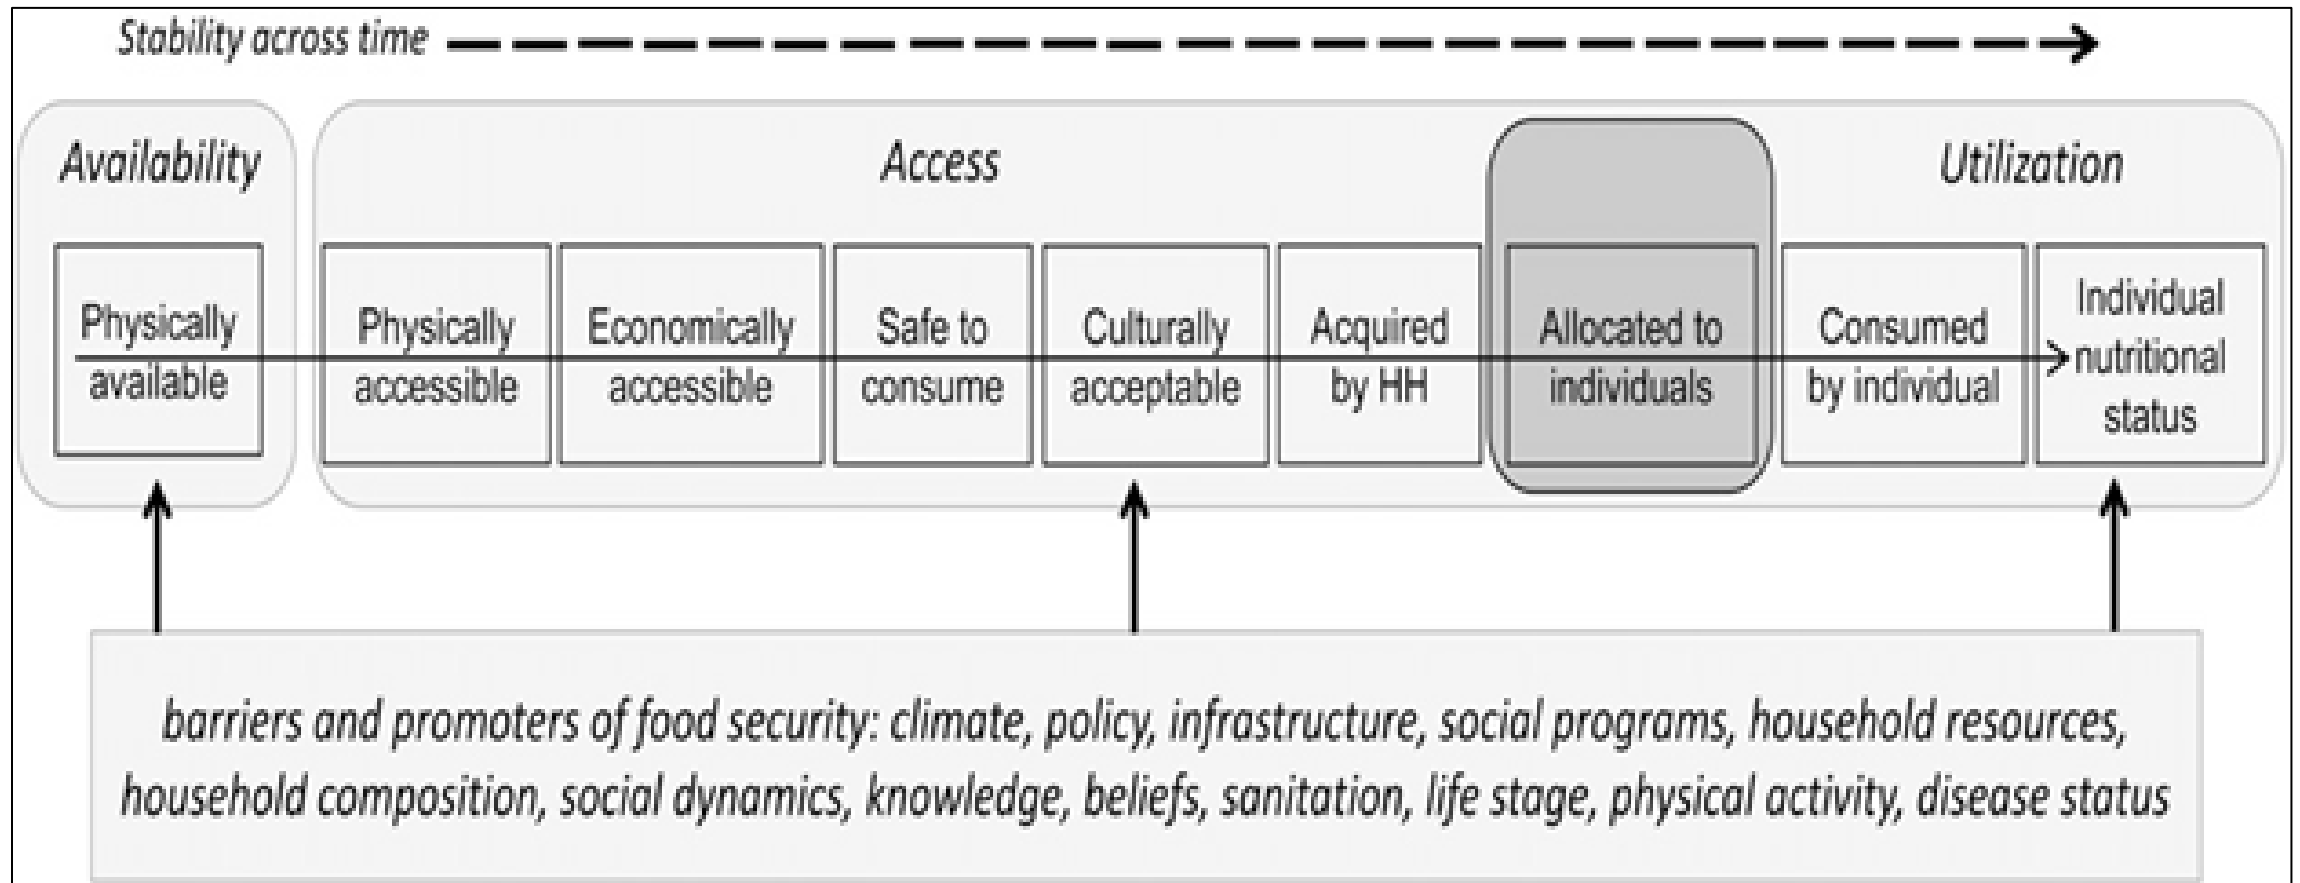 Stability across time
Availability
Access
Utilization
Physically
available
Physically
accessible
Economically
accessible
Safe to
consume
Culturally
acceptable
Acquired
by HH
Allocated to
individuals
Consumed
by individual
Individual
nutritional
status
barriers and promoters of food security: climate, policy, infrastructure, social programs, household resources,
household composition, social dynamics, knowledge, beliefs, sanitation, life stage, physical activity, disease status